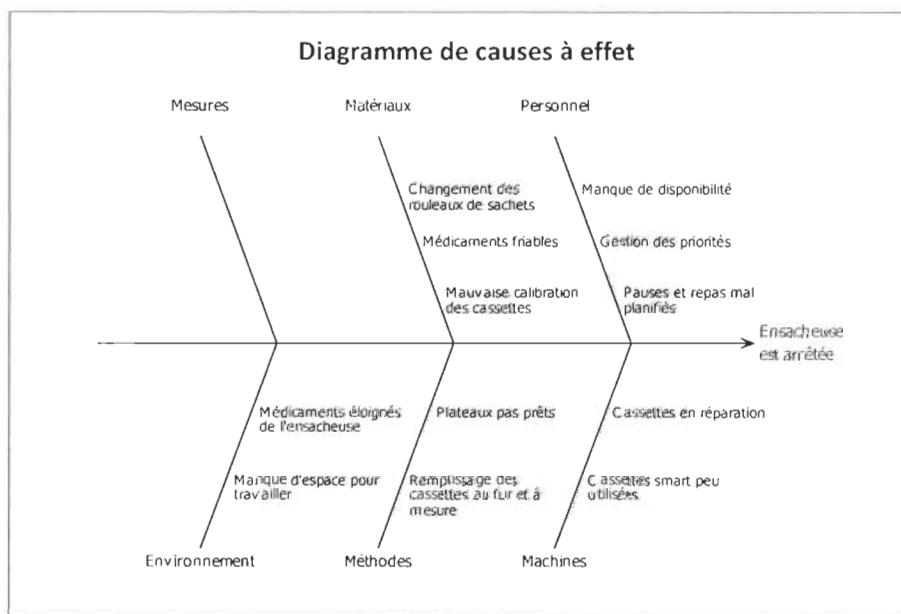 Diagramme de causes à effet
Mesures
Matériaux
Personnel
Changement des
rouleaux de sachets
Médicaments friables
Mauvaise calibration
des cassettes
Manque de disponibilité
Gestion des priorités
Pauses et repas mal
planifiés
Ensacheuse
est arrêtée
Médicaments éloignés
de l'ensacheuse
Manque d'espace pour
travailler
Plateaux pas prêts
Remplissage des
cassettes au fur et à
mesure
Cassettes en réparation
Cassettes smart peu
utilisées
Environnement
Méthodes
Machines